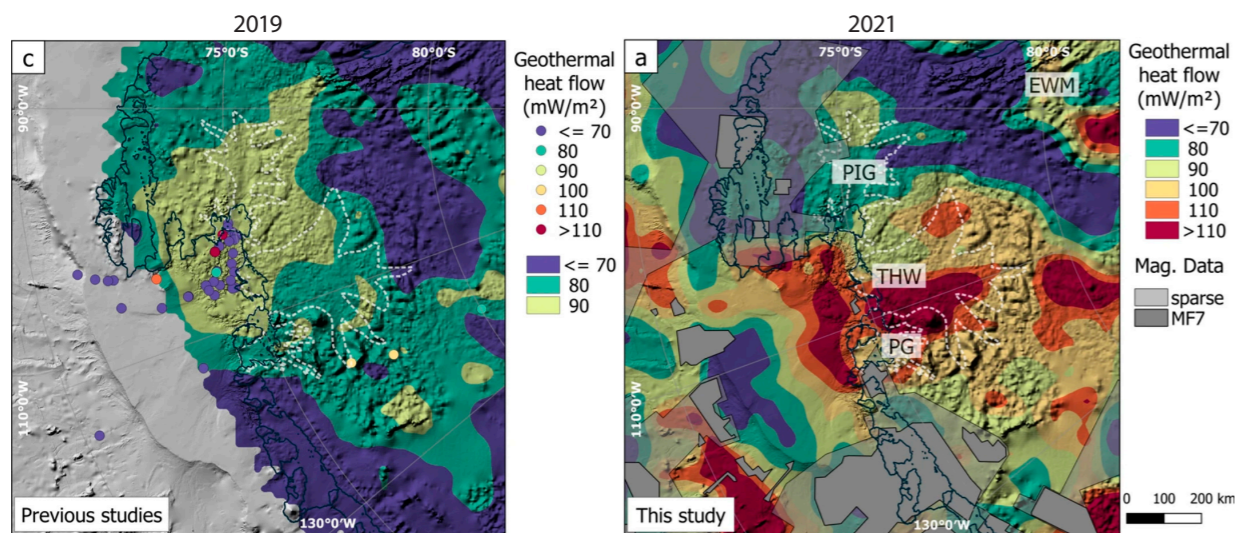 2019
2021
c
75°0'S
80°0'S
90°0'W
110°0'W
130°0'W
Previous studies
Geothermal
heat flow
(mW/m²)
<= 70
80
90
100
110
>110
<= 70
80
90
a
75°0'S
80°0'S
EWM
90°0'W
PIG
THW
PG
110°0'W
130°0'W
This study
Geothermal
heat flow
(mW/m²)
<=70
80
90
100
110
>110
Mag. Data
sparse
MF7
0 100 200 km